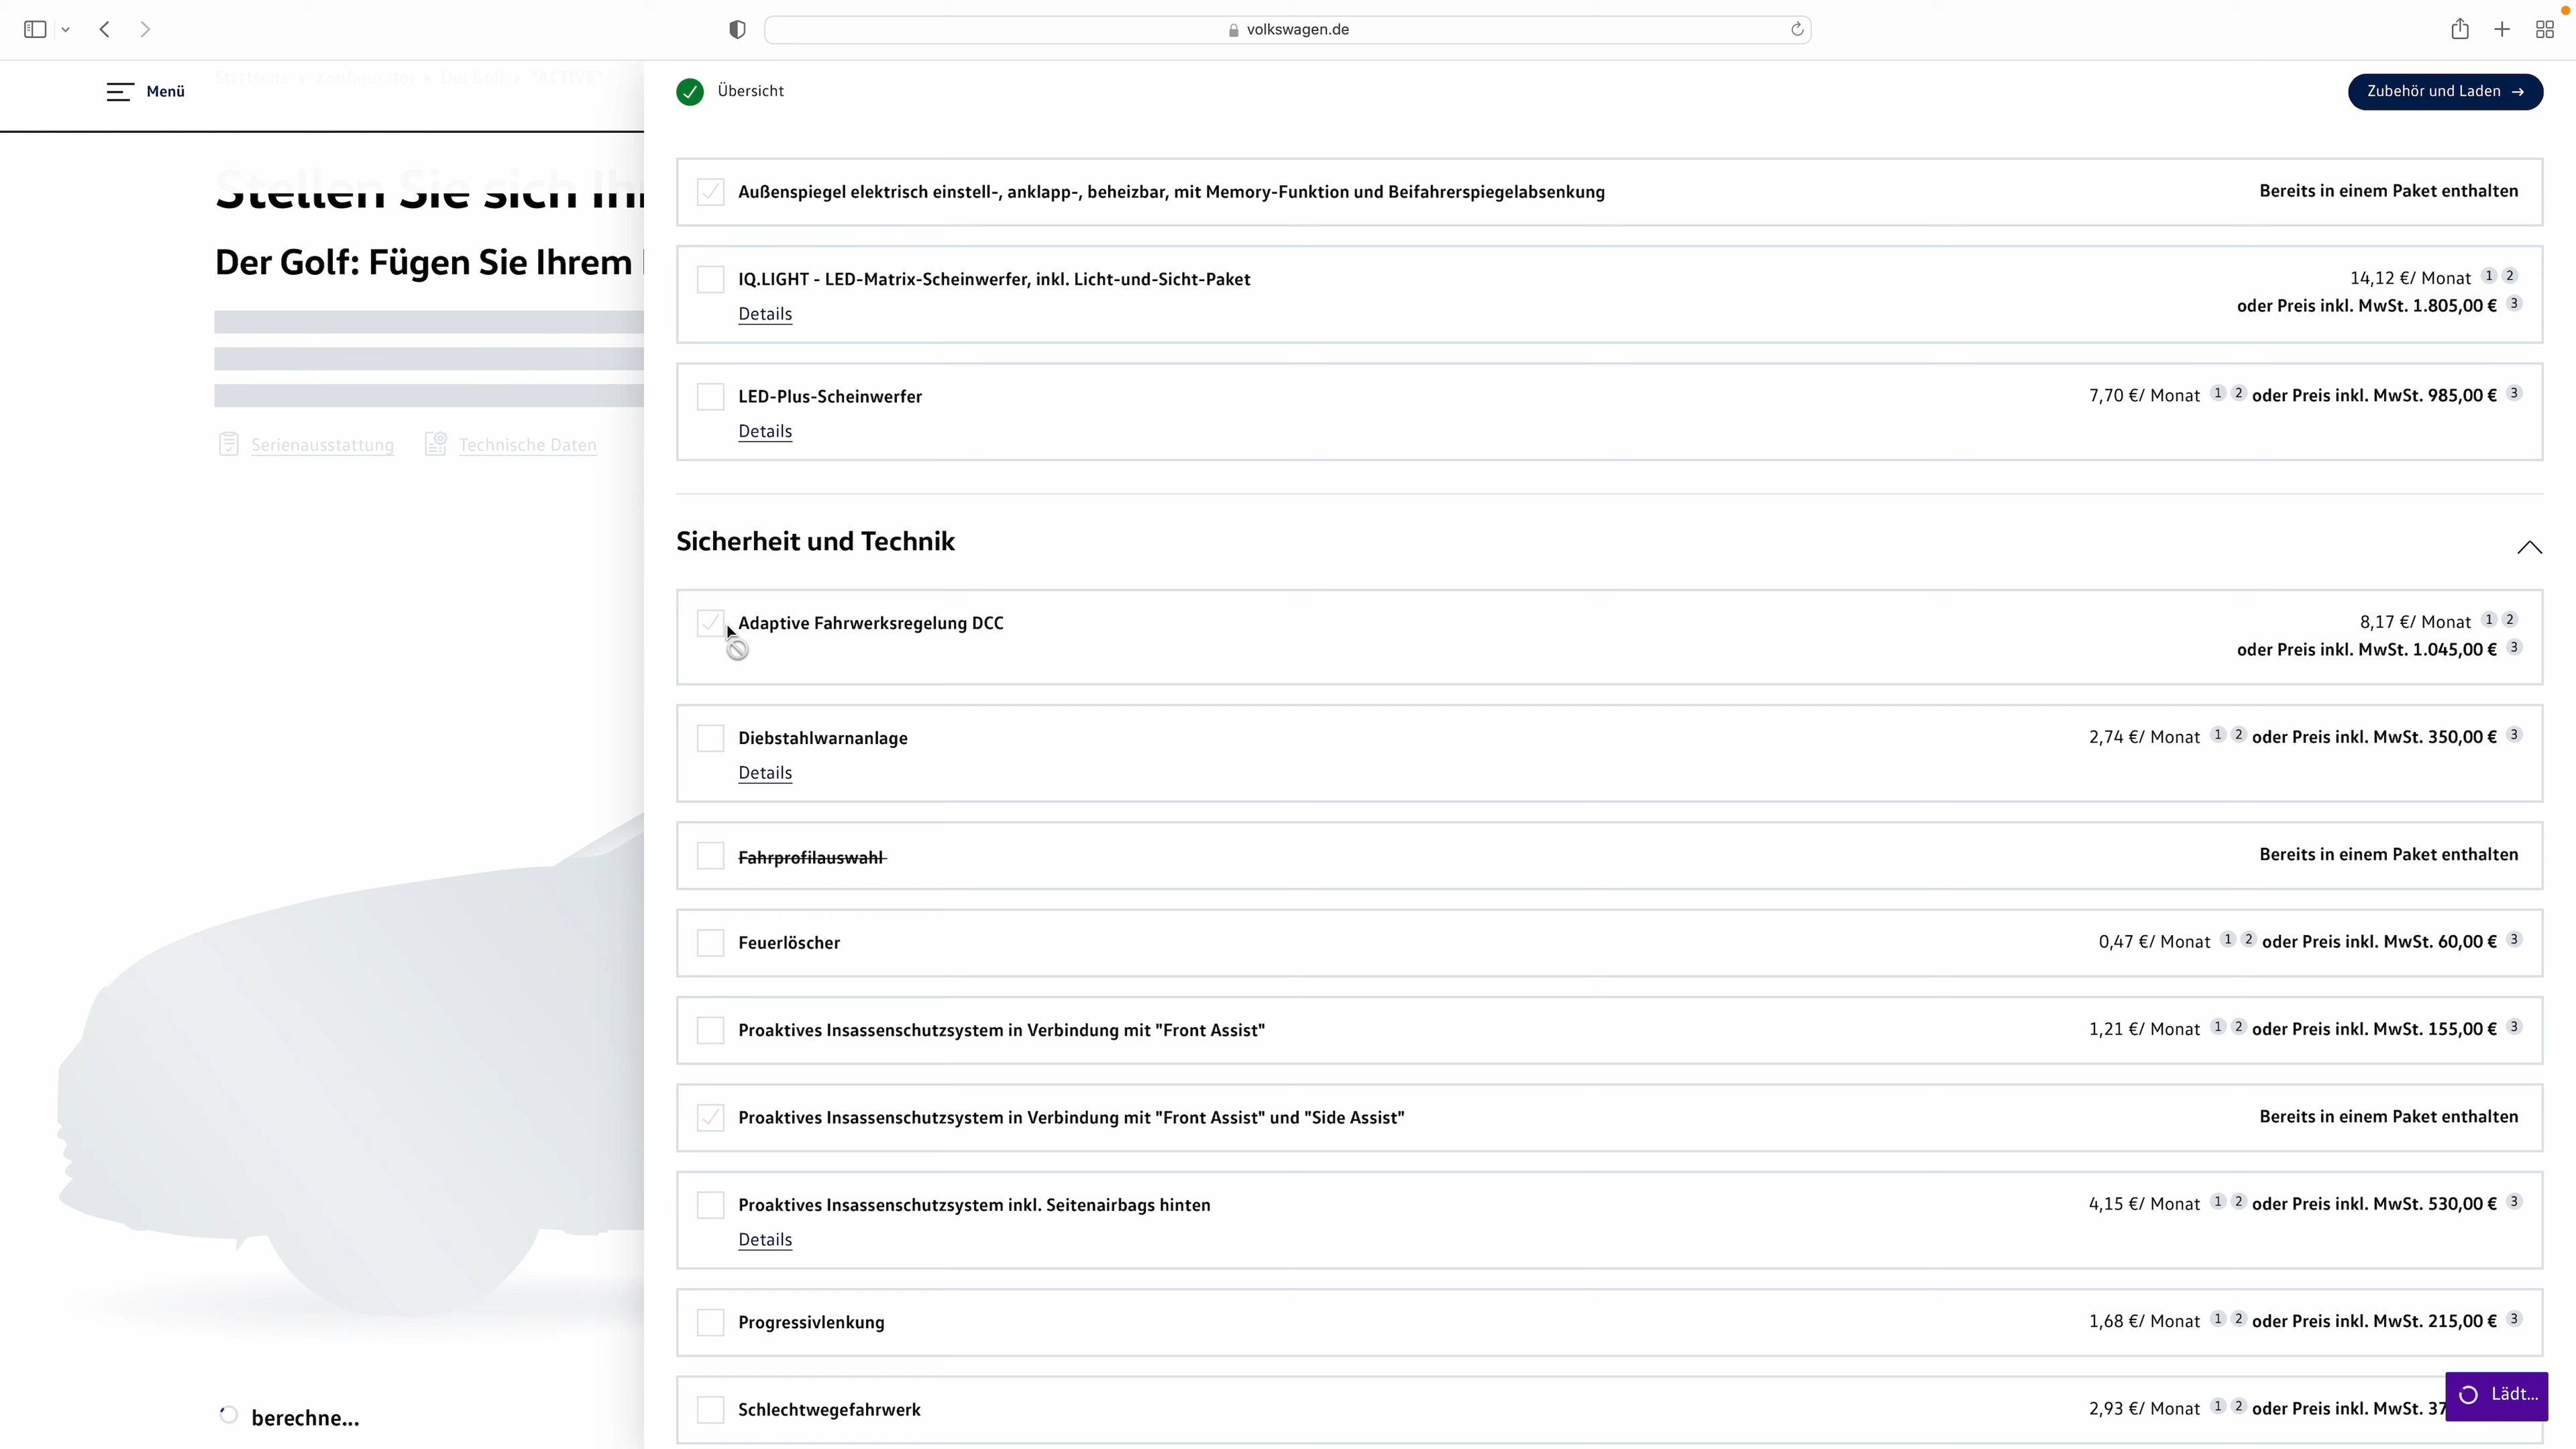 volkswagen.de
Startseite Konfigurator Der Golf "ACTIVE"
Menü
Übersicht
Zubehör und Laden →
Stellen Sie sich Ihr
Der Golf: Fügen Sie Ihrem
Serienausstattung Technische Daten
berechne...
Außenspiegel elektrisch einstell-, anklapp-, beheizbar, mit Memory-Funktion und Beifahrerspiegelabsenkung
Bereits in einem Paket enthalten
IQ.LIGHT - LED-Matrix-Scheinwerfer, inkl. Licht-und-Sicht-Paket
Details
14,12 €/ Monat 1 2
oder Preis inkl. MwSt. 1.805,00 € 3
LED-Plus-Scheinwerfer
Details
7,70 €/ Monat 1 2 oder Preis inkl. MwSt. 985,00 € 3
Sicherheit und Technik
Adaptive Fahrwerksregelung DCC
8,17 €/ Monat 1 2
oder Preis inkl. MwSt. 1.045,00 € 3
Diebstahlwarnanlage
Details
2,74 €/ Monat 1 2 oder Preis inkl. MwSt. 350,00 € 3
Fahrprofilauswahl
Bereits in einem Paket enthalten
Feuerlöscher
0,47 €/ Monat 1 2 oder Preis inkl. MwSt. 60,00 € 3
Proaktives Insassenschutzsystem in Verbindung mit "Front Assist"
1,21 €/ Monat 1 2 oder Preis inkl. MwSt. 155,00 € 3
Proaktives Insassenschutzsystem in Verbindung mit "Front Assist" und "Side Assist"
Bereits in einem Paket enthalten
Proaktives Insassenschutzsystem inkl. Seitenairbags hinten
Details
4,15 €/ Monat 1 2 oder Preis inkl. MwSt. 530,00 € 3
Progressivlenkung
1,68 €/ Monat 1 2 oder Preis inkl. MwSt. 215,00 € 3
Schlechtwegefahrwerk
2,93 €/ Monat 1 2 oder Preis inkl. MwSt. 37
Lädt...